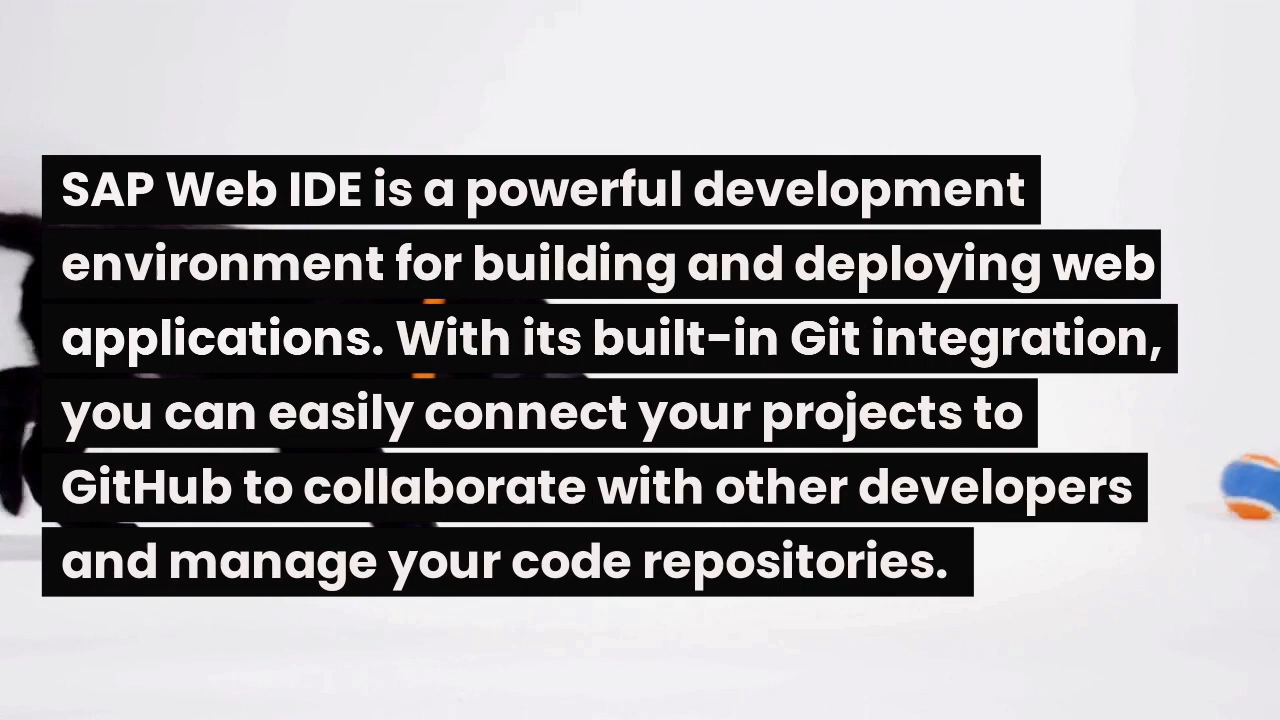 SAP Web IDE is a powerful development
environment for building and deploying web
applications. With its built-in Git integration,
you can easily connect your projects to
GitHub to collaborate with other developers
and manage your code repositories.